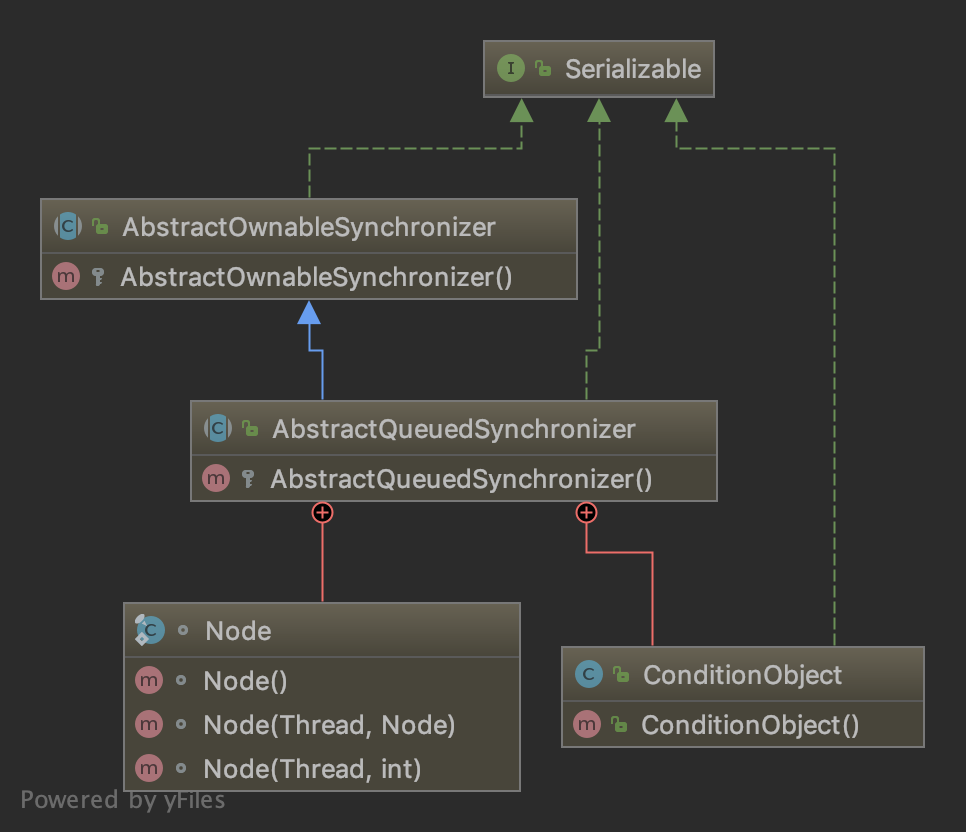 I Serializable
C AbstractOwnableSynchronizer
m AbstractOwnableSynchronizer()
C AbstractQueuedSynchronizer
m AbstractQueuedSynchronizer()
C Node
m Node()
m Node(Thread, Node)
m Node(Thread, int)
C ConditionObject
m ConditionObject()
Powered by yFiles